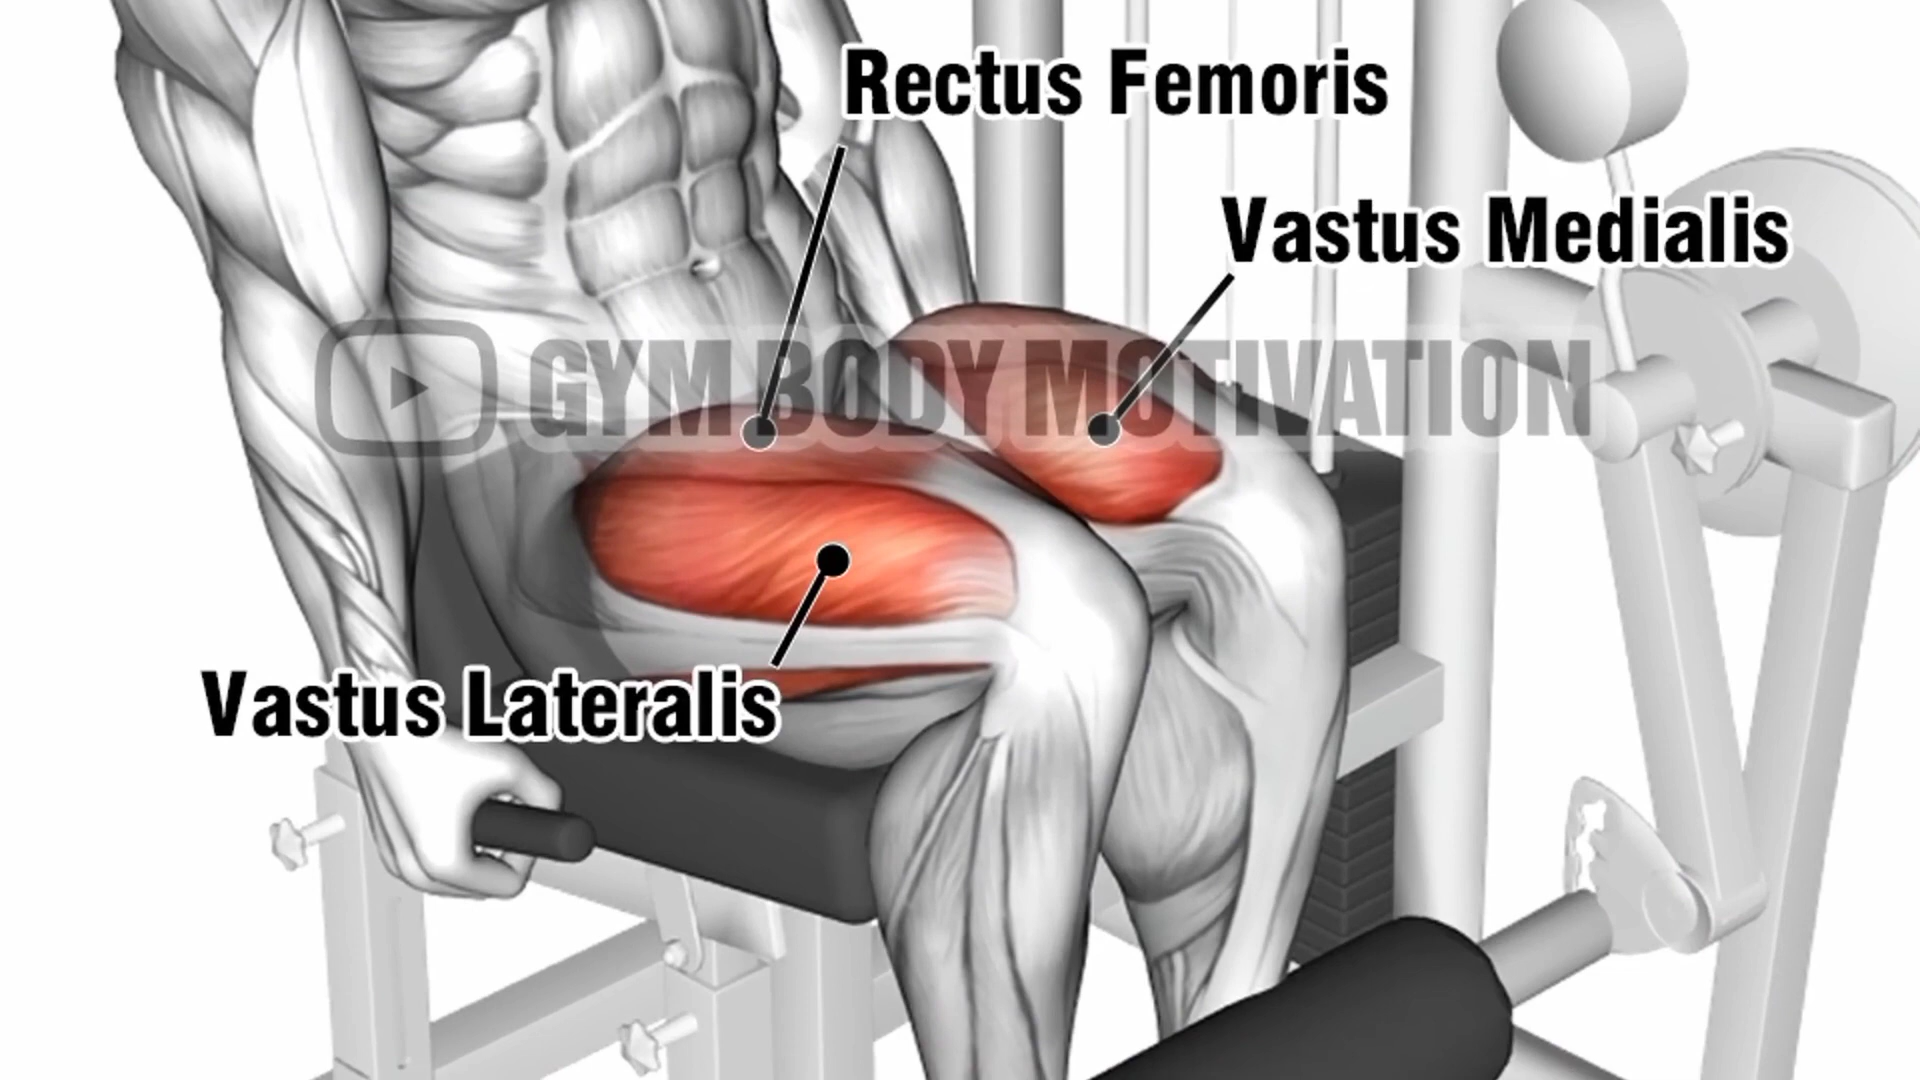 Rectus Femoris
Vastus Medialis
GYM BODY MOTIVATION
Vastus Lateralis